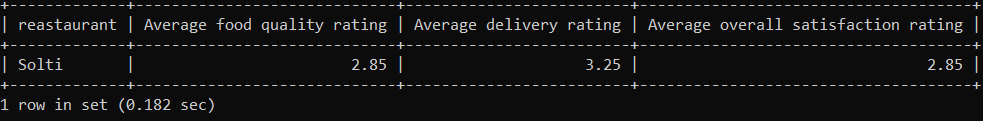 +-------------+-----------------------------+-------------------------+-------------------------------------+
| reastaurant | Average food quality rating | Average delivery rating | Average overall satisfaction rating |
+-------------+-----------------------------+-------------------------+-------------------------------------+
| Solti       |                        2.85 |                    3.25 |                                2.85 |
+-------------+-----------------------------+-------------------------+-------------------------------------+
1 row in set (0.182 sec)